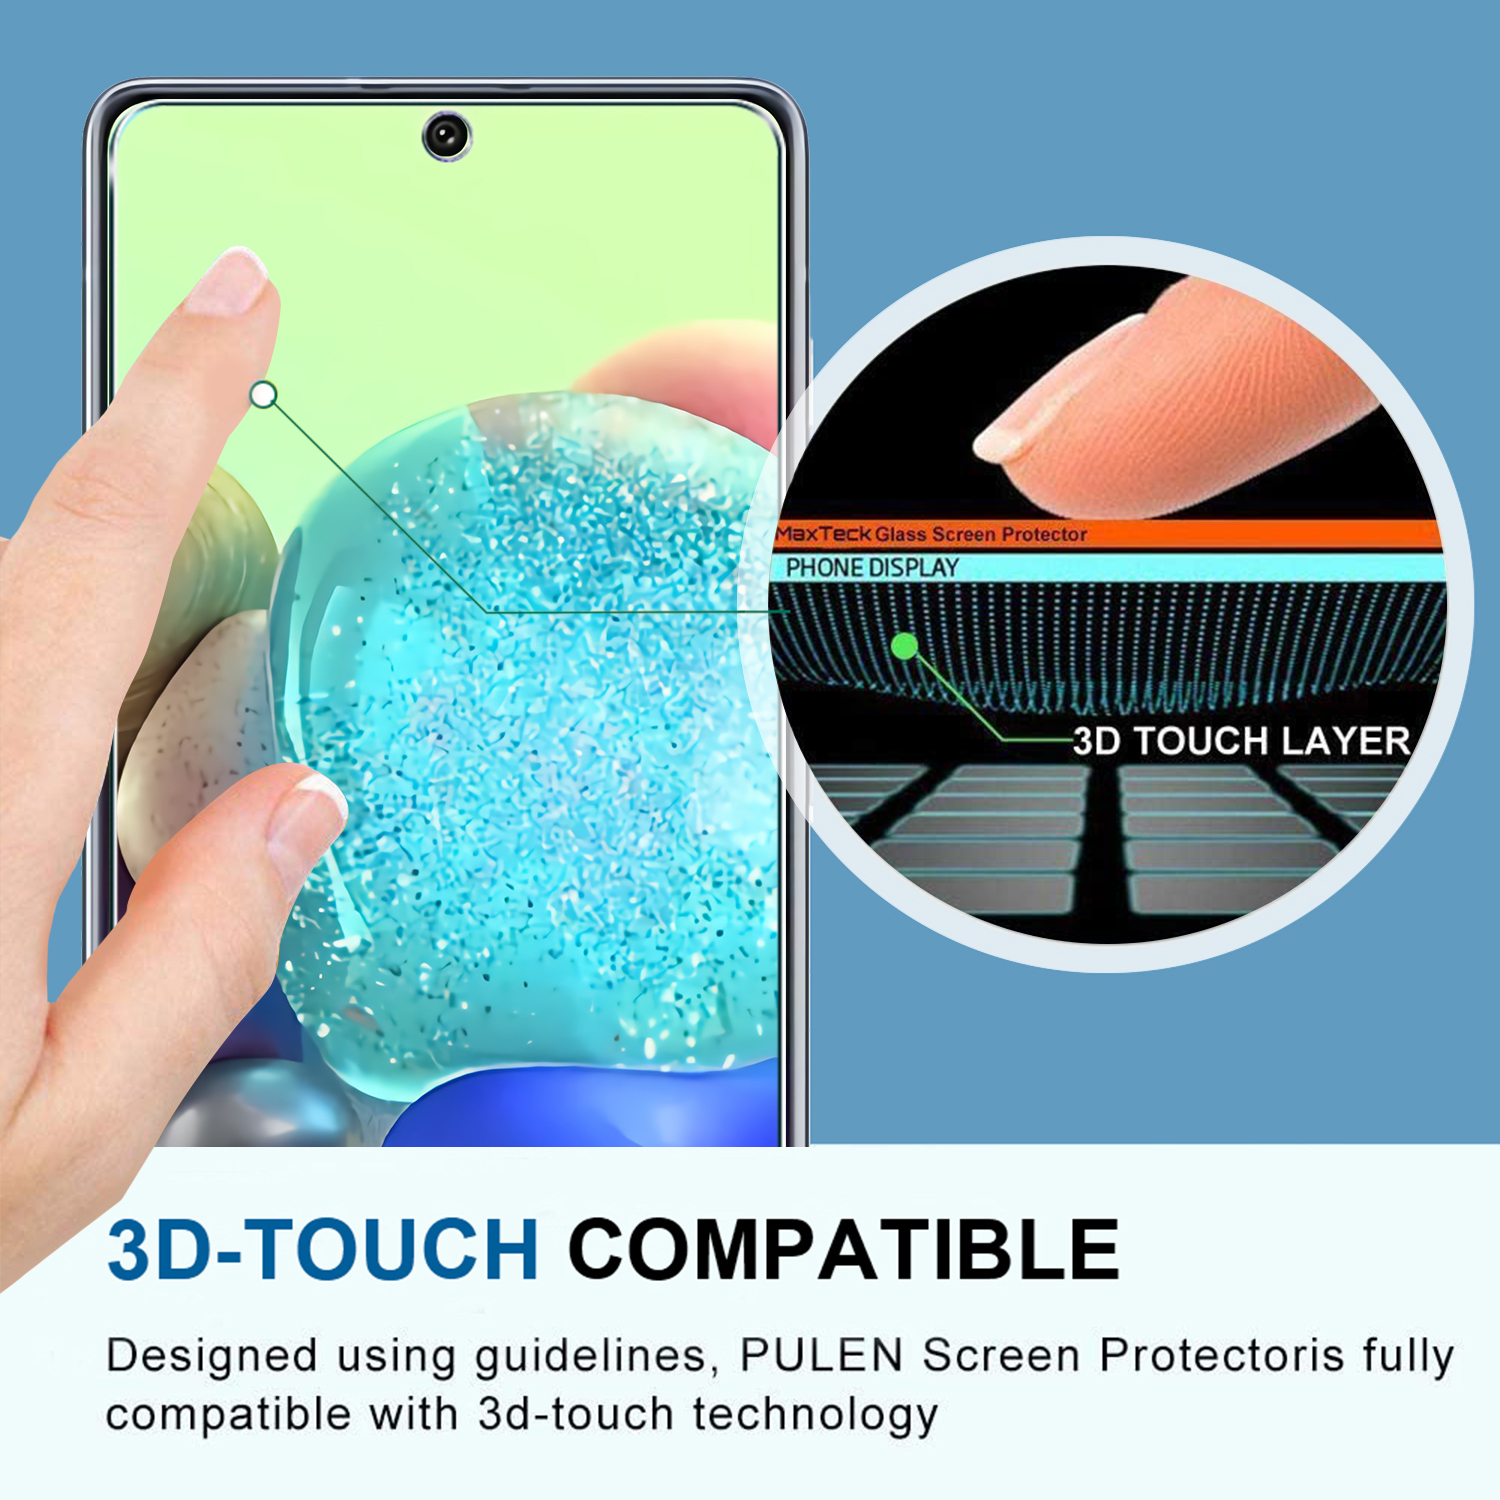 MaxTeck Glass Screen Protector
PHONE DISPLAY
3D TOUCH LAYER
3D-TOUCH COMPATIBLE
Designed using guidelines, PULEN Screen Protectoris fully
compatible with 3d-touch technology